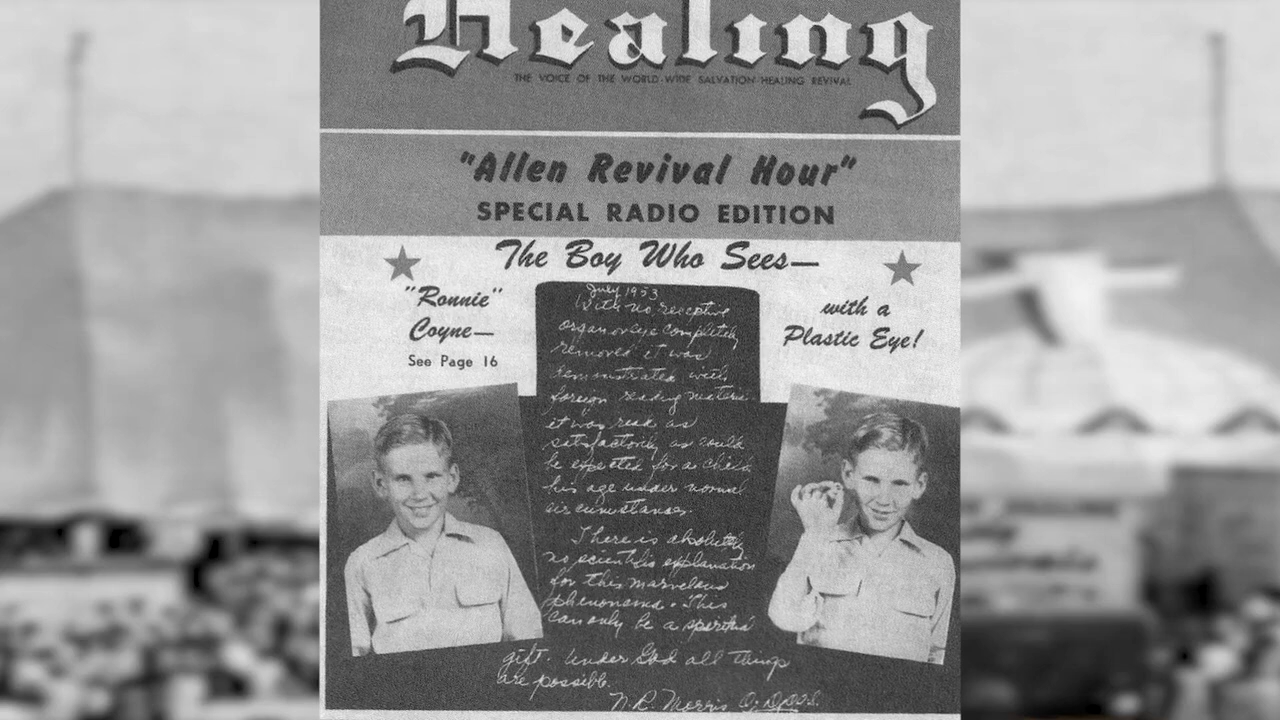 Healing
THE VOICE OF THE WORLD-WIDE SALVATION-HEALING REVIVAL
"Allen Revival Hour"
SPECIAL RADIO EDITION
The Boy Who Sees—
"Ronnie"
Coyne—
See Page 16
with a
Plastic Eye!
July 1953
With no receptive
organ or eye completely
removed it was
with
foreign reading material
it was read as
satisfactorily as could
be expected for a child
his age under normal
circumstances.
There is absolutely
no scientific explanation
for this marvelous
phenonema. This
can only be a
gift. Under God all things
are possible.
N.R. Morris O.D.